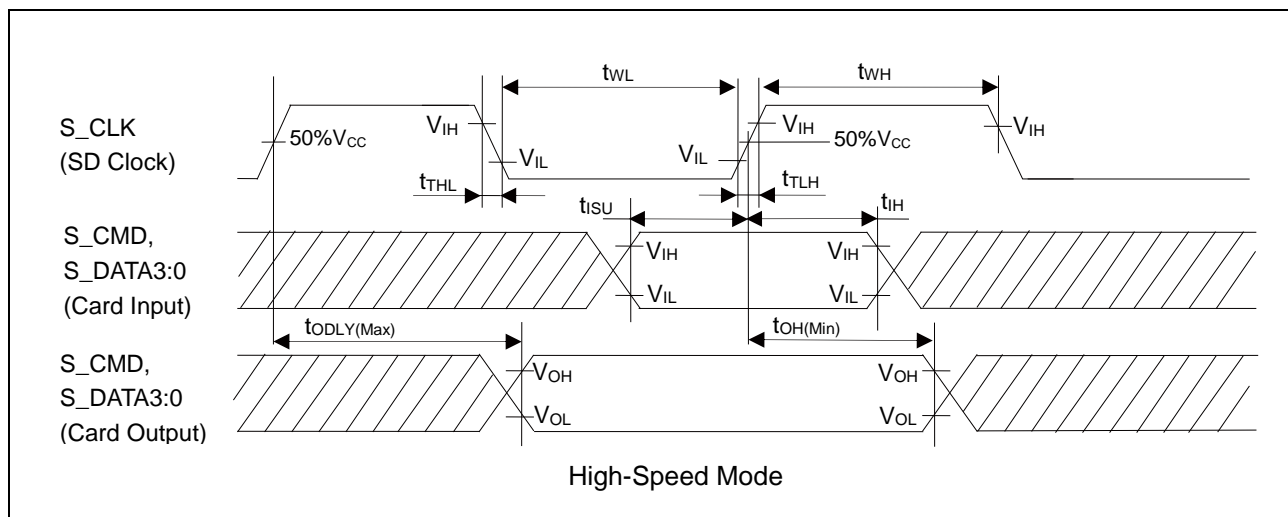 tWL
tWH
S_CLK
(SD Clock)
50%VCC
VIH
VIL
VIL
VIH
50%VCC
VIH
tTHL
tTLH
tISU
tIH
S_CMD,
S_DATA3:0
(Card Input)
VIH
VIL
VIH
VIL
tODLY(Max)
tOH(Min)
S_CMD,
S_DATA3:0
(Card Output)
VOH
VOL
VOH
VOL
High-Speed Mode